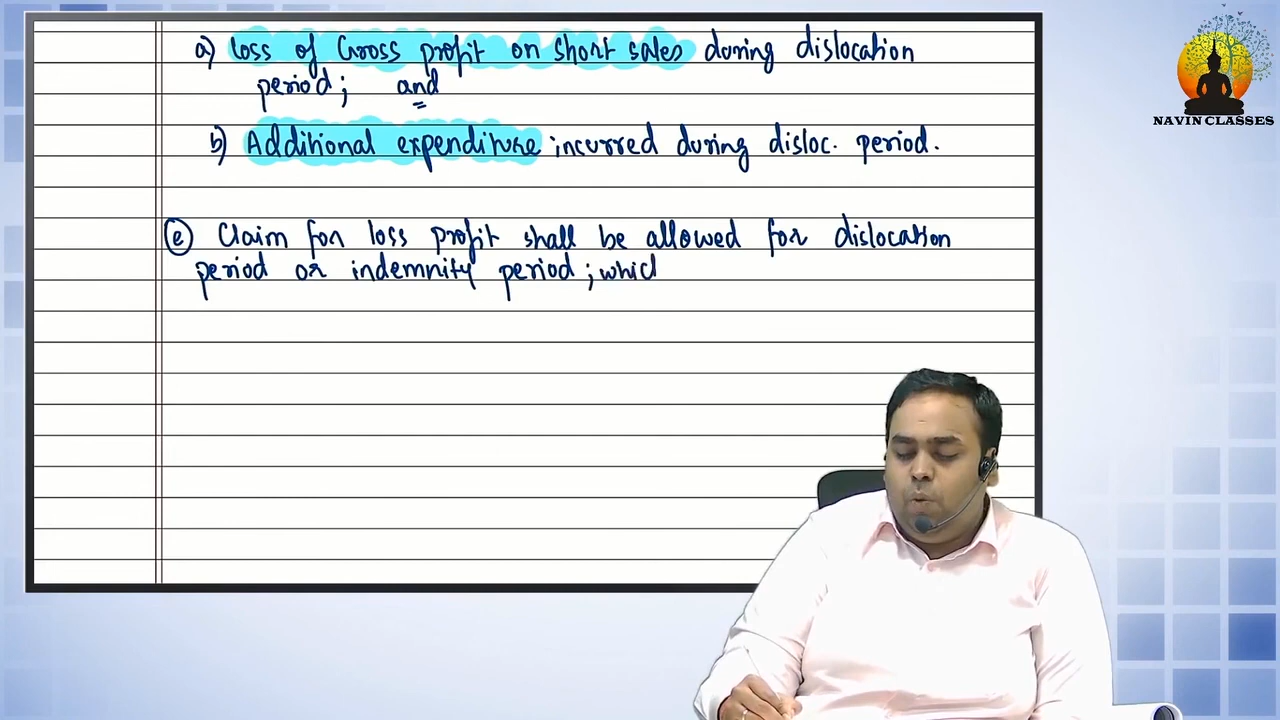 a) Loss of Gross profit on short sales during dislocation
period; and
b) Additional expenditure incurred during disloc. period.
e) Claim for loss profit shall be allowed for dislocation
period or indemnity period; whic
NAVIN CLASSES